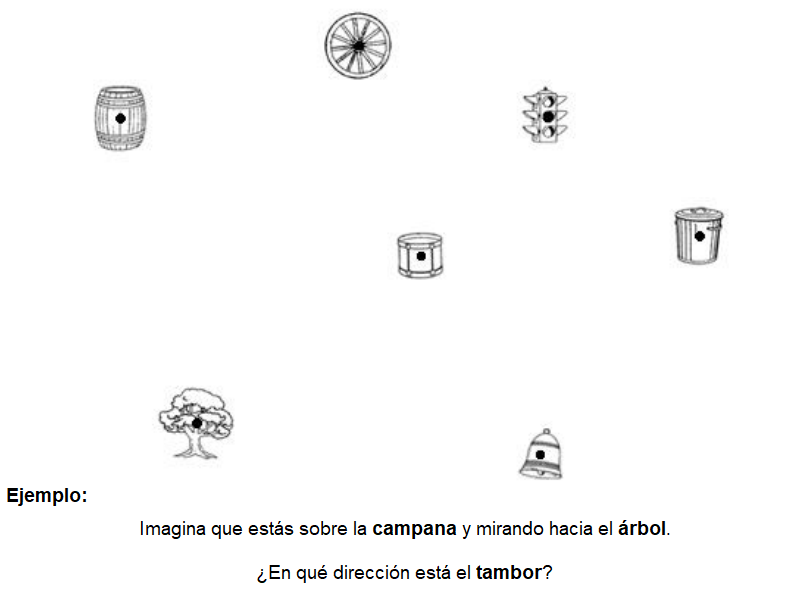 Ejemplo:
Imagina que estás sobre la campana y mirando hacia el árbol.
¿En qué dirección está el tambor?